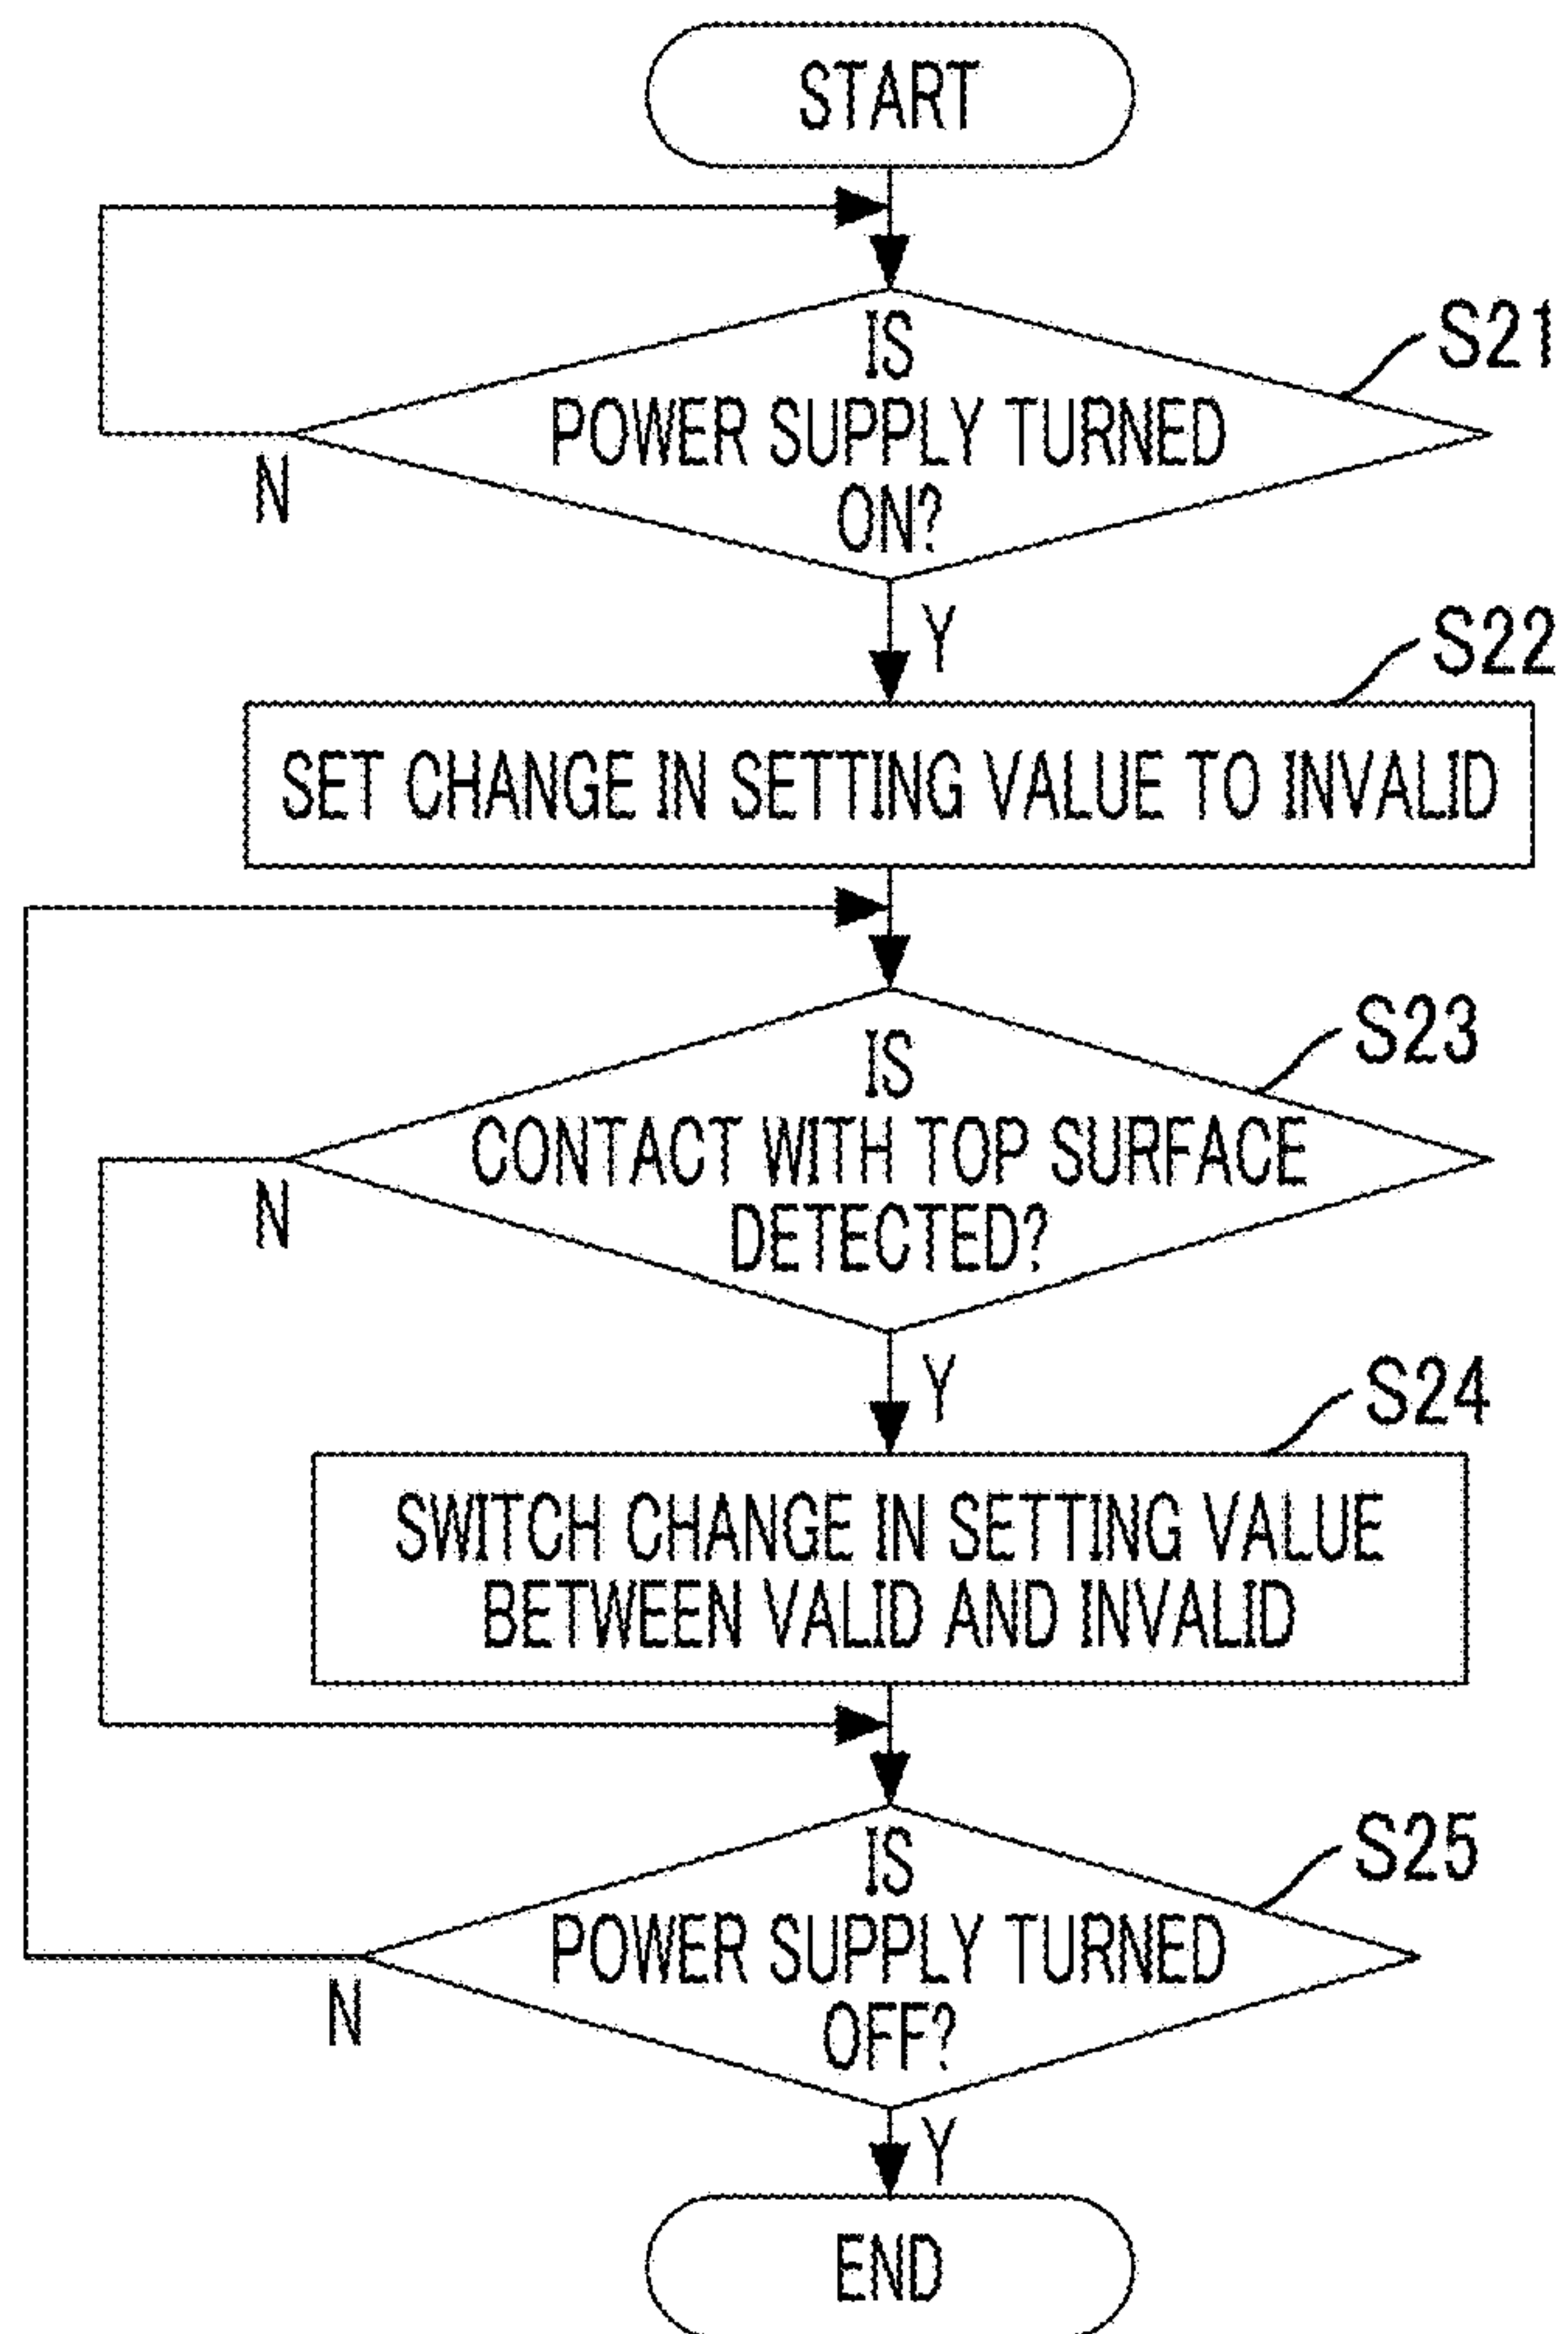 START
S21
IS
POWER SUPPLY TURNED
ON?
N
Y
S22
SET CHANGE IN SETTING VALUE TO INVALID
S23
IS
CONTACT WITH TOP SURFACE
DETECTED?
N
Y
S24
SWITCH CHANGE IN SETTING VALUE
BETWEEN VALID AND INVALID
S25
IS
POWER SUPPLY TURNED
OFF?
N
Y
END